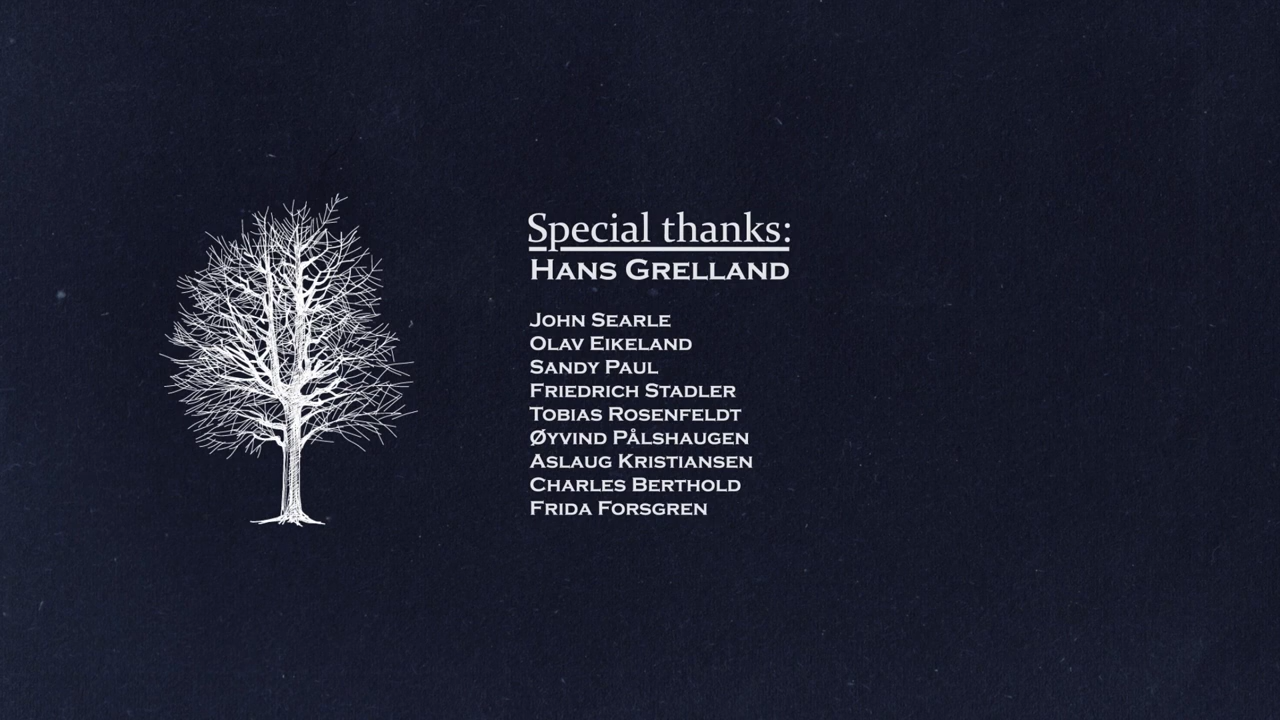 Special thanks:
Hans Grelland
John Searle
Olav Eikeland
Sandy Paul
Friedrich Stadler
Tobias Rosenfeldt
Øyvind Pålshaugen
Aslaug Kristiansen
Charles Berthold
Frida Forsgren